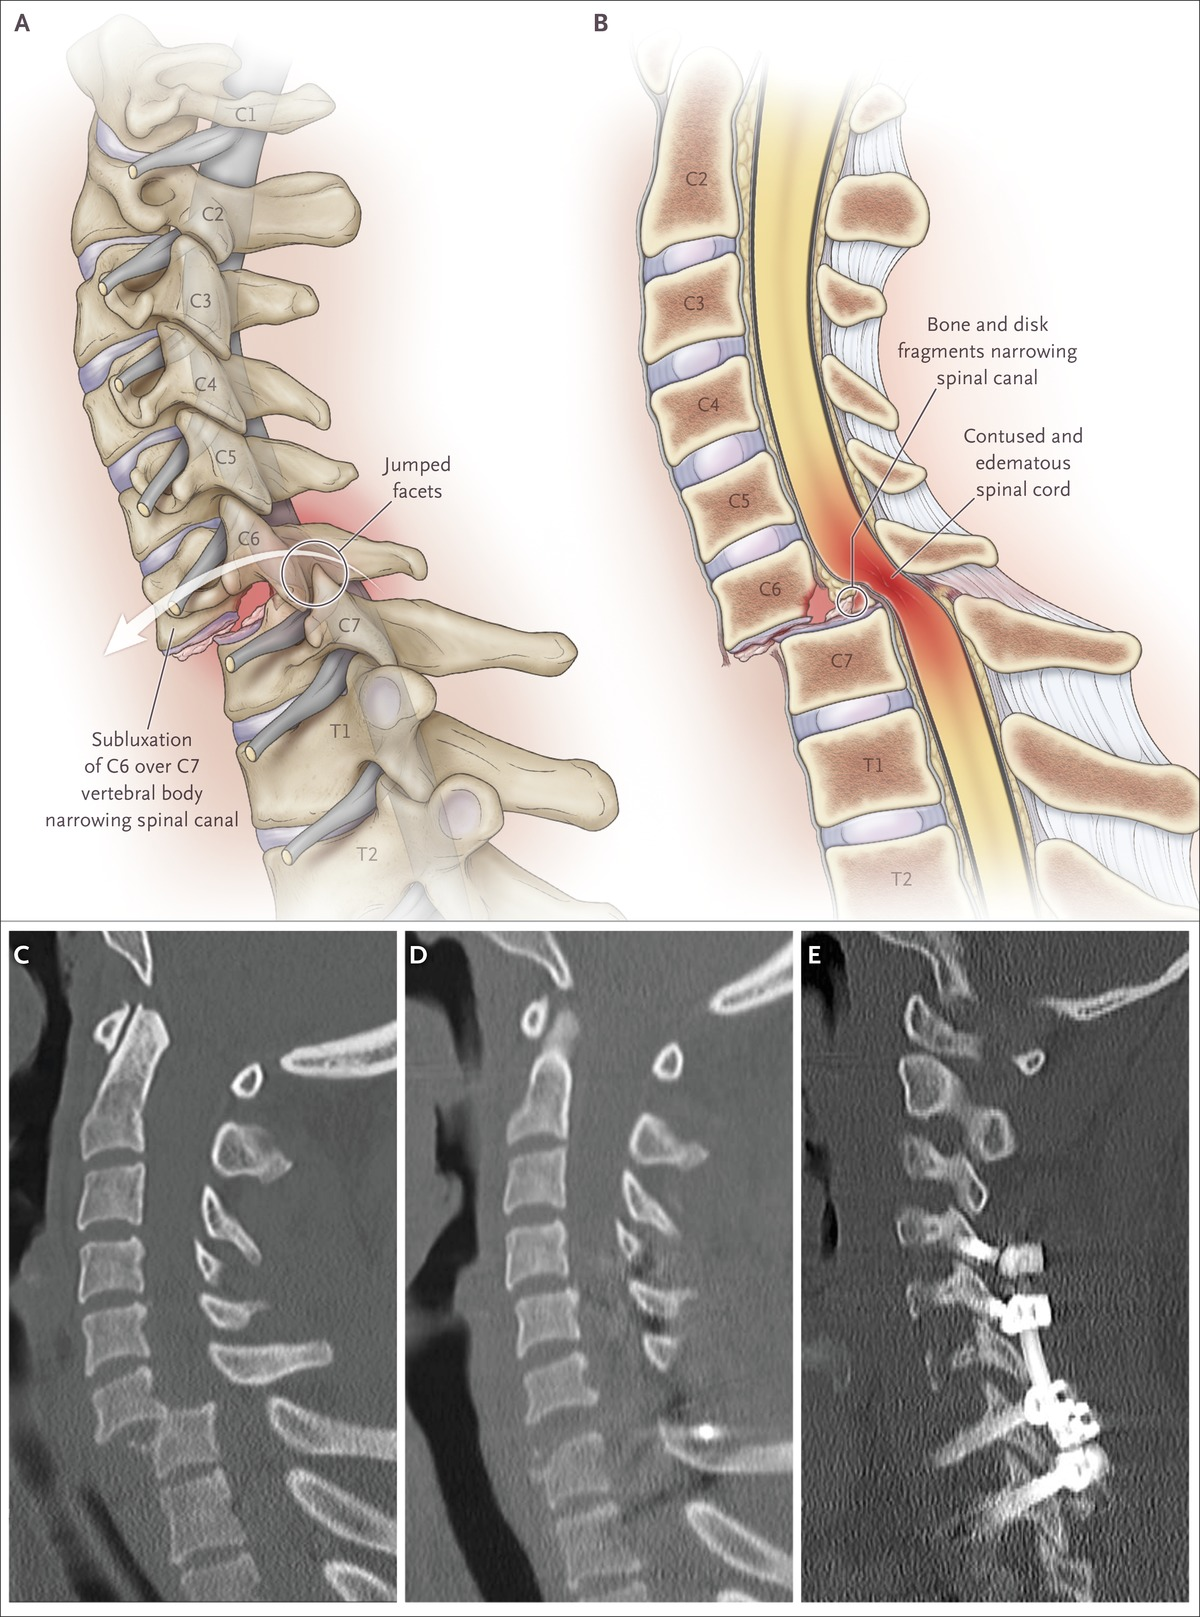 A
C1
C2
C3
C4
C5
C6
C7
T1
T2
Jumped
facets
Subluxation
of C6 over C7
vertebral body
narrowing spinal canal
B
C2
C3
C4
C5
C6
C7
T1
T2
Bone and disk
fragments narrowing
spinal canal
Contused and
edematous
spinal cord
C
D
E